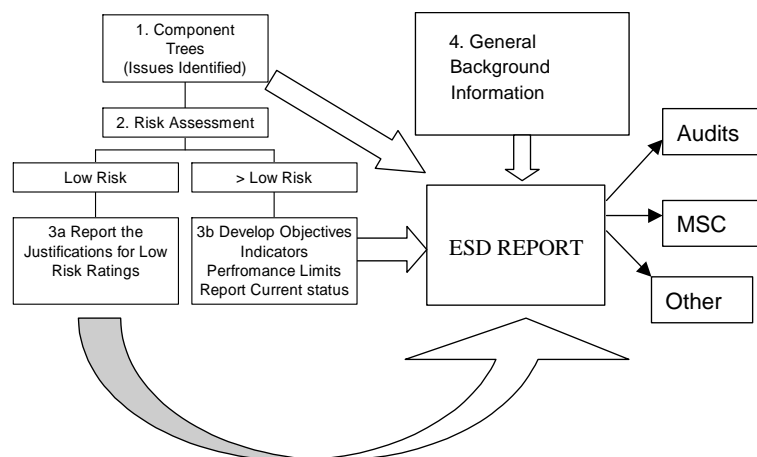 1. Component
Trees
(Issues Identified)
2. Risk Assessment
Low Risk
> Low Risk
3a Report the
Justifications for Low
Risk Ratings
3b Develop Objectives
Indicators
Perfromance Limits
Report Current status
4. General
Background
Information
ESD REPORT
Audits
MSC
Other